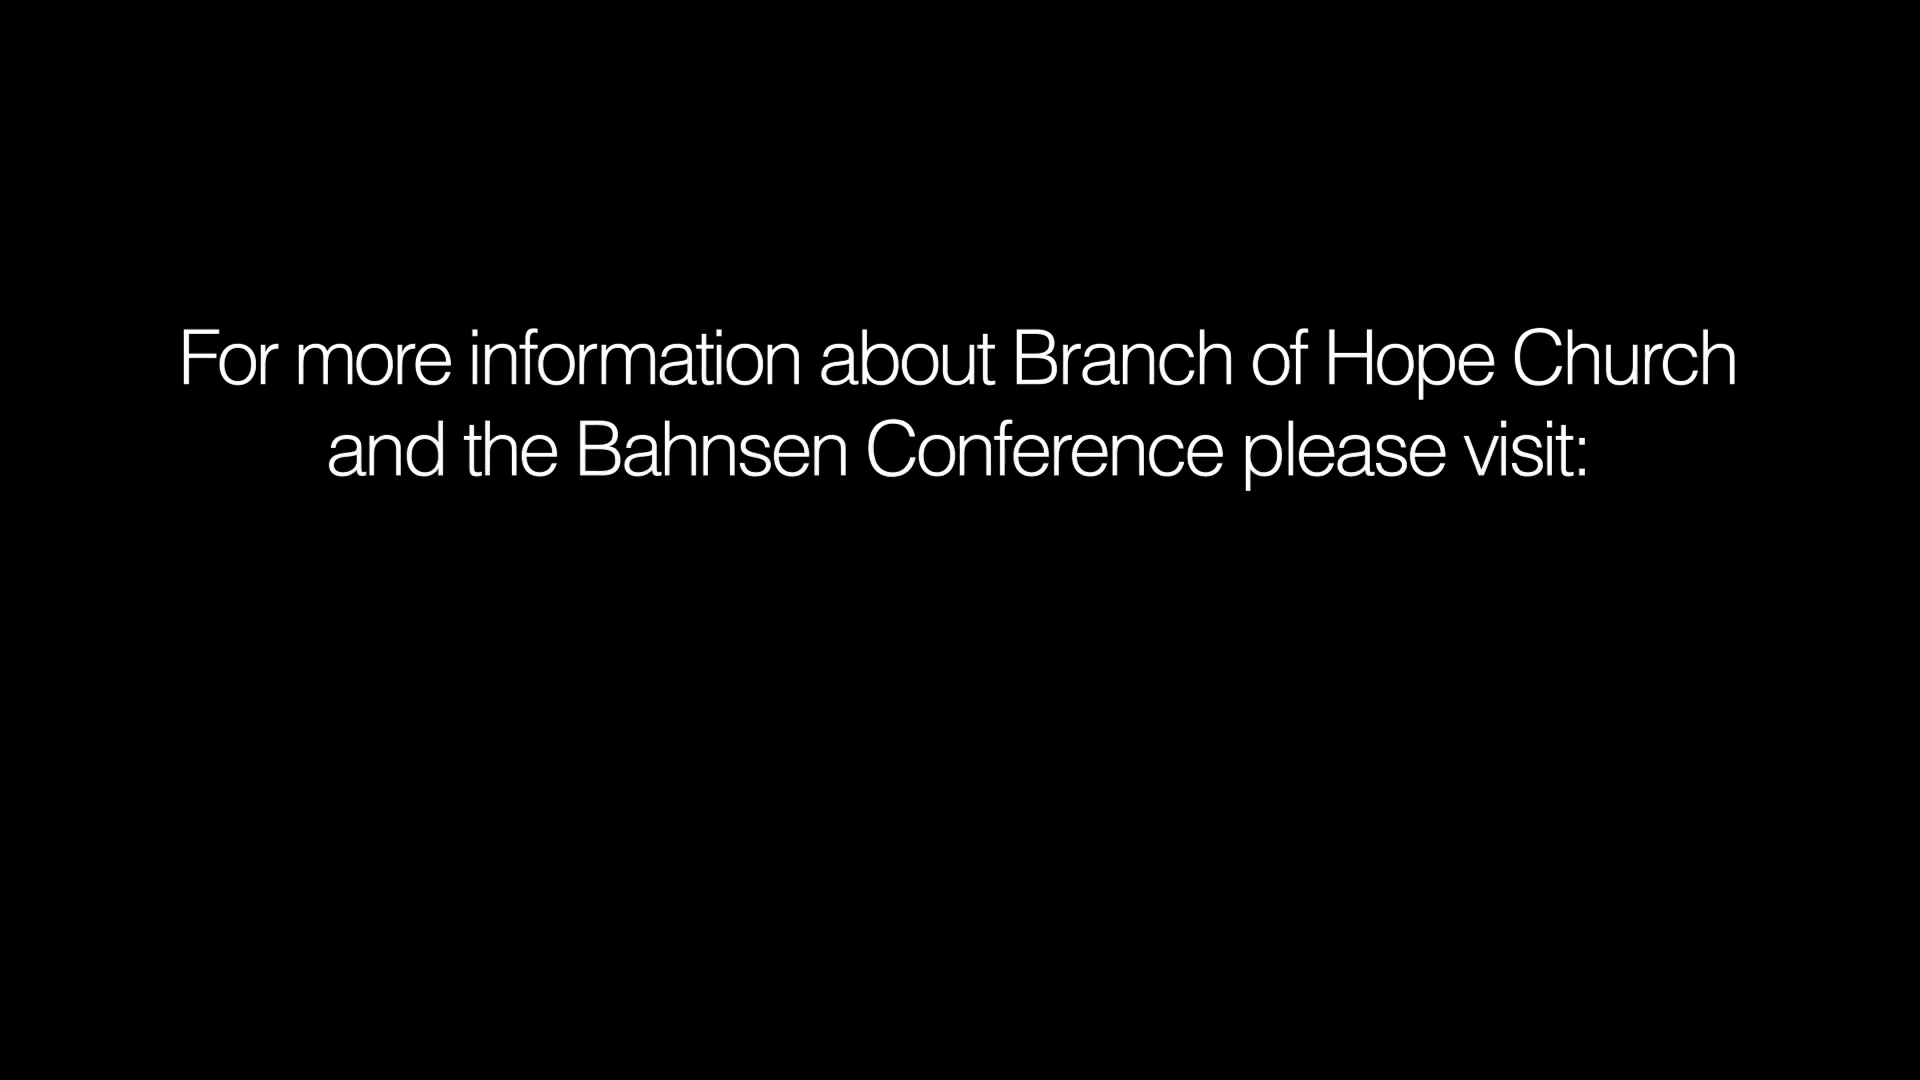 For more information about Branch of Hope Church
and the Bahnsen Conference please visit: